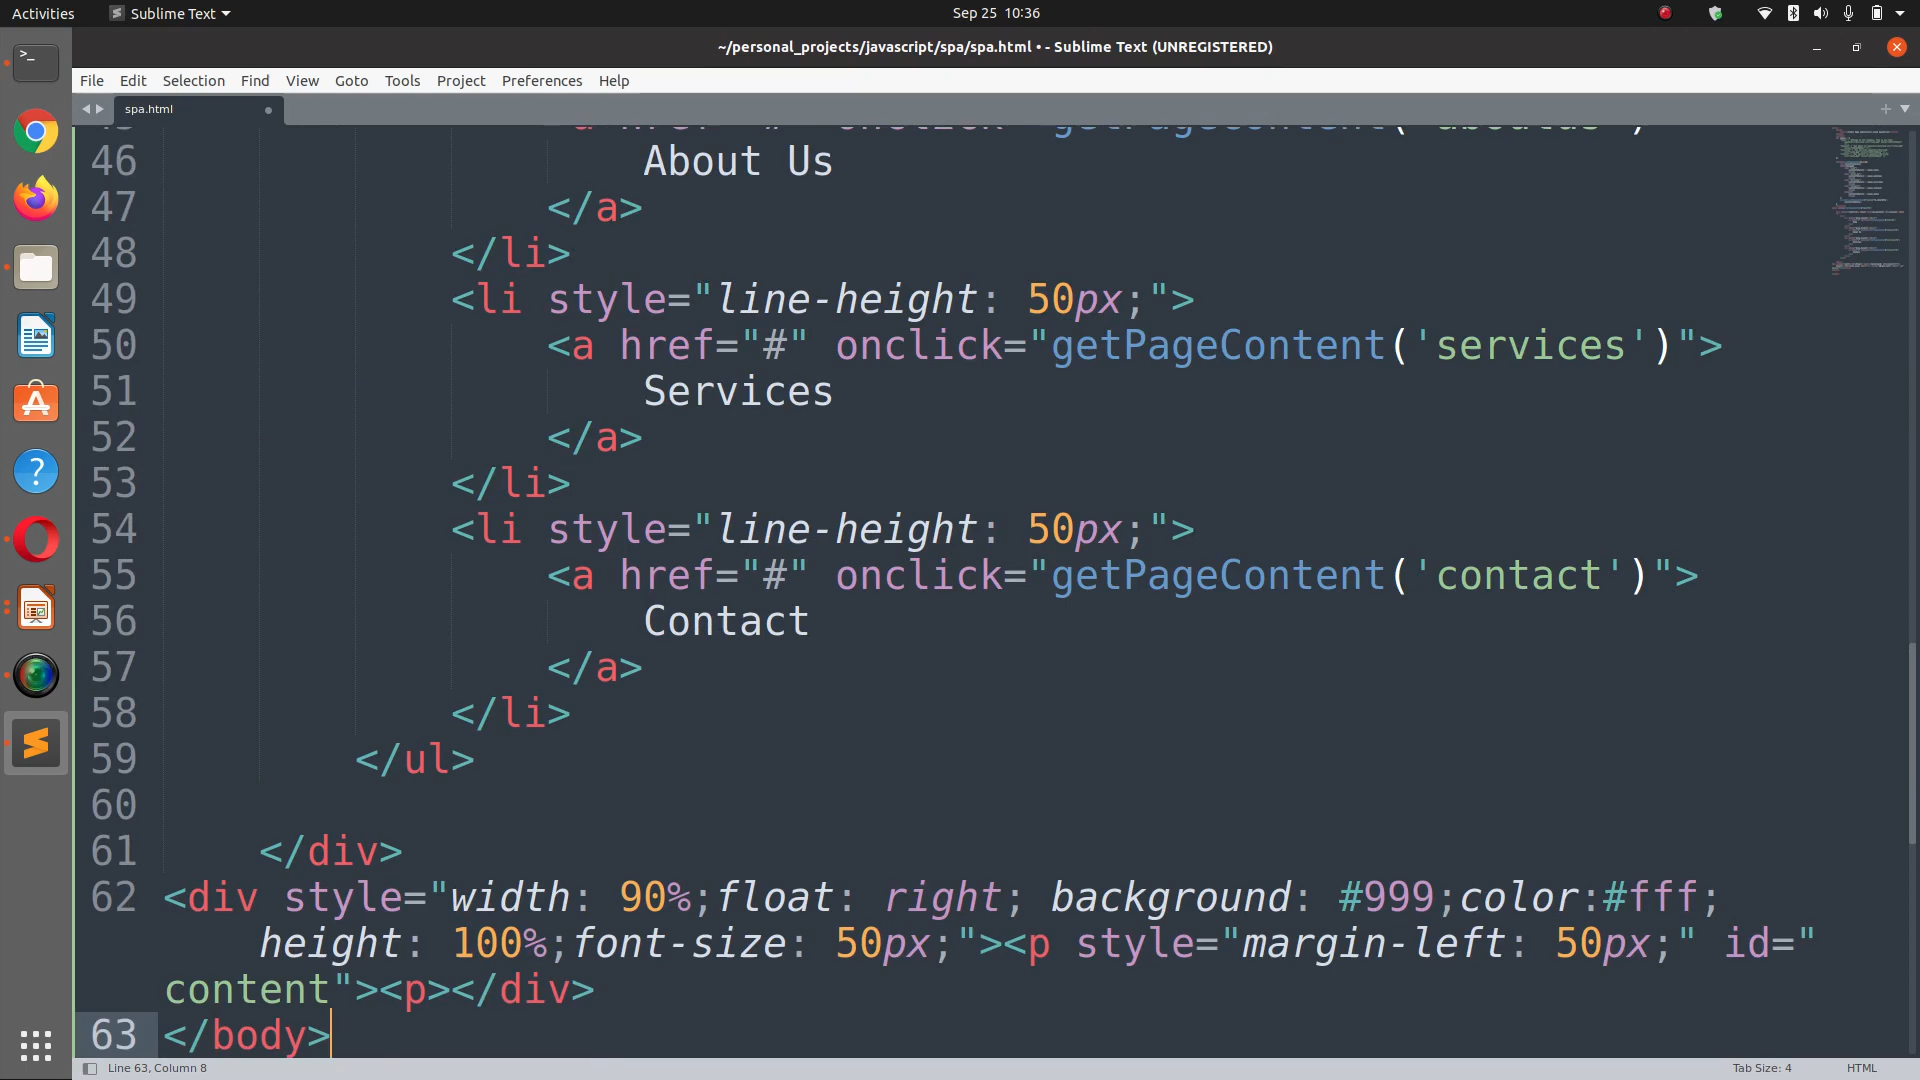 Activities Sublime Text Sep 25 10:36
~/personal_projects/javascript/spa/spa.html • - Sublime Text (UNREGISTERED)
File Edit Selection Find View Goto Tools Project Preferences Help
spa.html
46 About Us
47 </a>
48 </li>
49 <li style="line-height: 50px;">
50 <a href="#" onclick="getPageContent('services')">
51 Services
52 </a>
53 </li>
54 <li style="line-height: 50px;">
55 <a href="#" onclick="getPageContent('contact')">
56 Contact
57 </a>
58 </li>
59 </ul>
60
61 </div>
62 <div style="width: 90%;float: right; background: #999;color:#fff;
height: 100%;font-size: 50px;"><p style="margin-left: 50px;" id="
content"><p></div>
63 </body>
Line 63, Column 8 Tab Size: 4 HTML